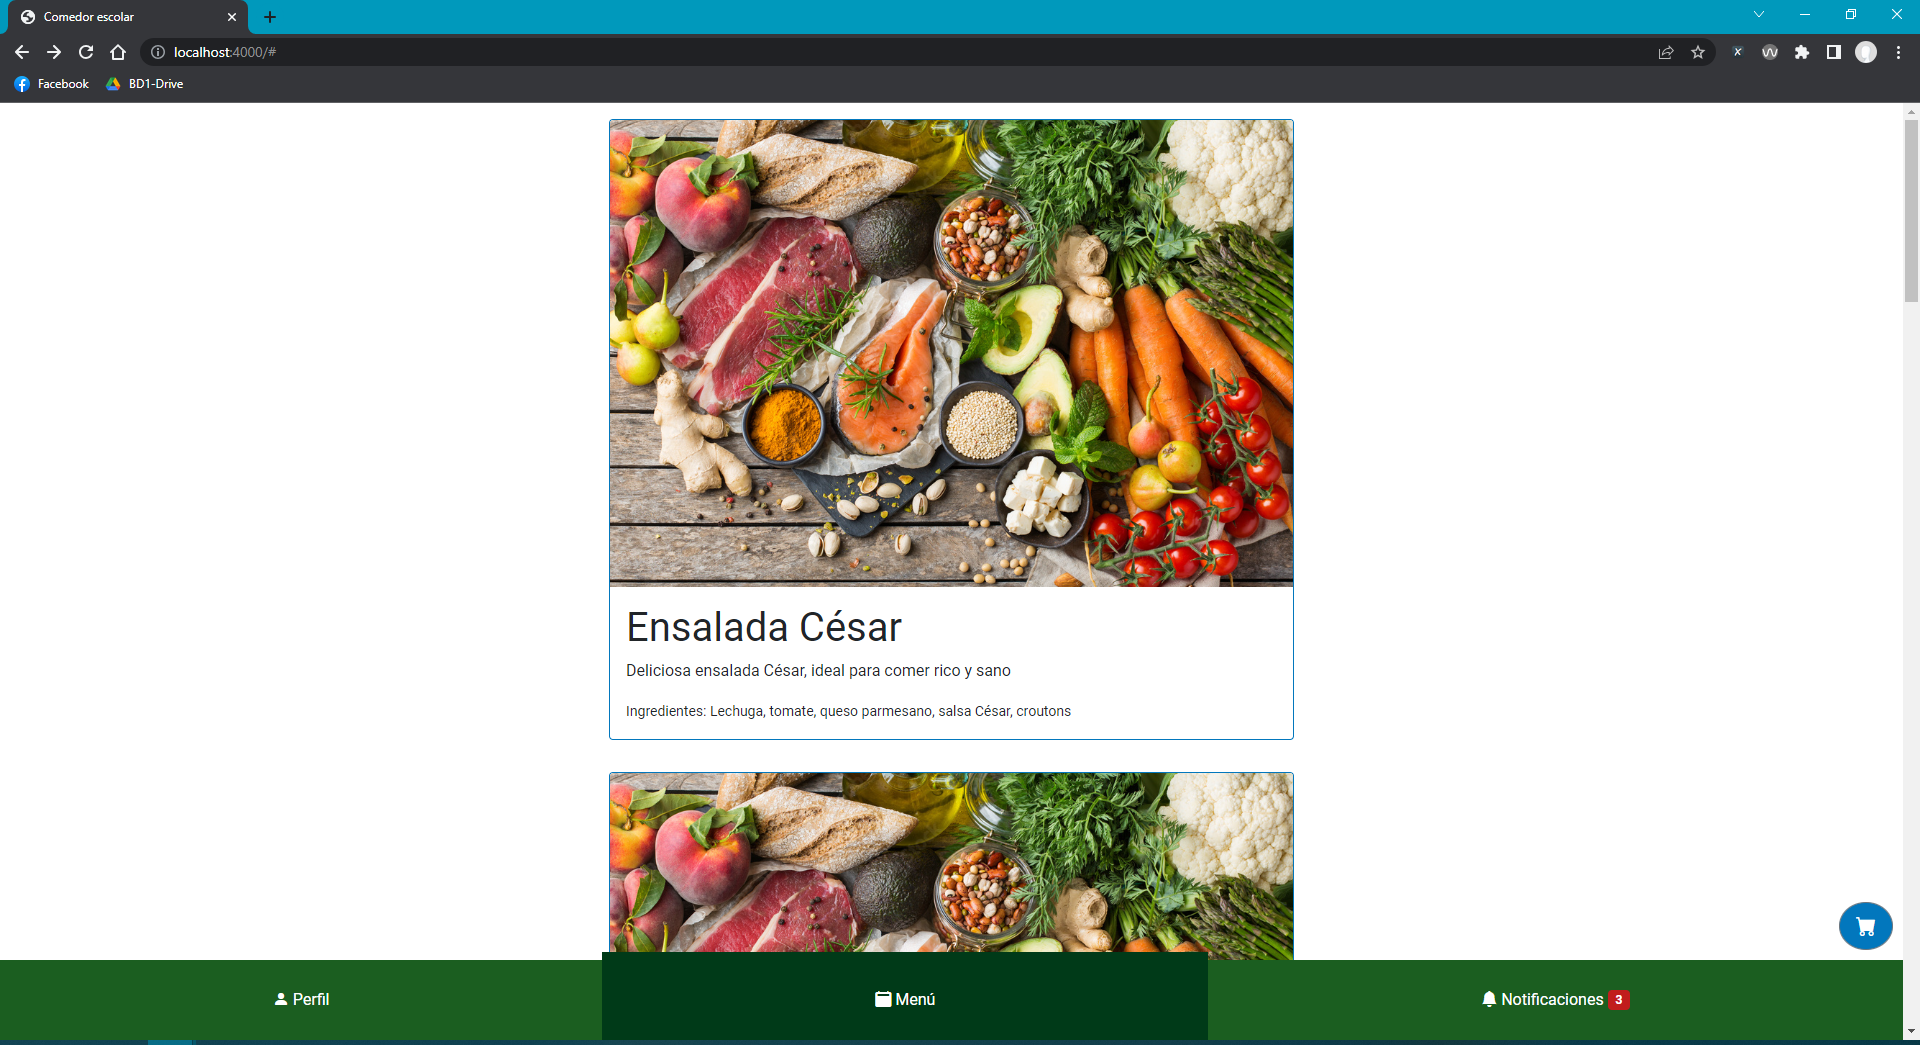 Comedor escolar
localhost:4000/#
Facebook
BD1-Drive
Ensalada César
Deliciosa ensalada César, ideal para comer rico y sano
Ingredientes: Lechuga, tomate, queso parmesano, salsa César, croutons
Perfil
Menú
Notificaciones 3